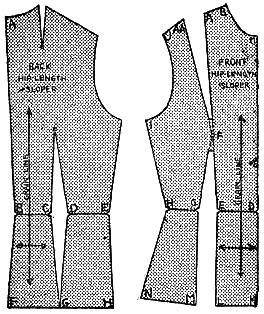 A
BACK
HIP-LENGTH
SLOPER
GRAIN LINE
B C D E
F G H
A A
A B
C
FRONT
HIP-LENGTH
SLOPER
I
F
GRAIN LINE
H G E D
N M L K